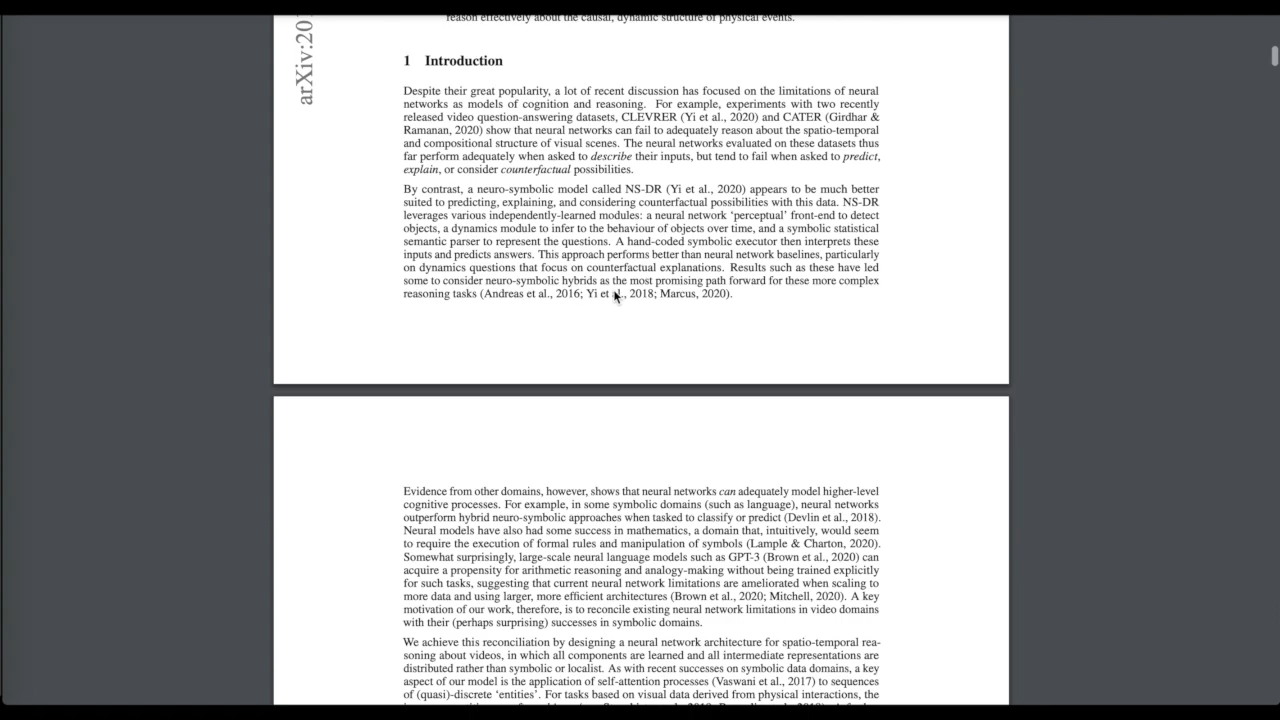 reason effectively about the causal, dynamic structure of physical events.
arXiv:20
1 Introduction
Despite their great popularity, a lot of recent discussion has focused on the limitations of neural
networks as models of cognition and reasoning. For example, experiments with two recently
released video question-answering datasets, CLEVRER (Yi et al., 2020) and CATER (Girdhar &
Ramanan, 2020) show that neural networks can fail to adequately reason about the spatio-temporal
and compositional structure of visual scenes. The neural networks evaluated on these datasets thus
far perform adequately when asked to describe their inputs, but tend to fail when asked to predict,
explain, or consider counterfactual possibilities.
By contrast, a neuro-symbolic model called NS-DR (Yi et al., 2020) appears to be much better
suited to predicting, explaining, and considering counterfactual possibilities with this data. NS-DR
leverages various independently-learned modules: a neural network ‘perceptual’ front-end to detect
objects, a dynamics module to infer to the behaviour of objects over time, and a symbolic statistical
semantic parser to represent the questions. A hand-coded symbolic executor then interprets these
inputs and predicts answers. This approach performs better than neural network baselines, particularly
on dynamics questions that focus on counterfactual explanations. Results such as these have led
some to consider neuro-symbolic hybrids as the most promising path forward for these more complex
reasoning tasks (Andreas et al., 2016; Yi et al., 2018; Marcus, 2020).
Evidence from other domains, however, shows that neural networks can adequately model higher-level
cognitive processes. For example, in some symbolic domains (such as language), neural networks
outperform hybrid neuro-symbolic approaches when tasked to classify or predict (Devlin et al., 2018).
Neural models have also had some success in mathematics, a domain that, intuitively, would seem
to require the execution of formal rules and manipulation of symbols (Lample & Charton, 2020).
Somewhat surprisingly, large-scale neural language models such as GPT-3 (Brown et al., 2020) can
acquire a propensity for arithmetic reasoning and analogy-making without being trained explicitly
for such tasks, suggesting that current neural network limitations are ameliorated when scaling to
more data and using larger, more efficient architectures (Brown et al., 2020; Mitchell, 2020). A key
motivation of our work, therefore, is to reconcile existing neural network limitations in video domains
with their (perhaps surprising) successes in symbolic domains.
We achieve this reconciliation by designing a neural network architecture for spatio-temporal rea-
soning about videos, in which all components are learned and all intermediate representations are
distributed rather than symbolic or localist. As with recent successes on symbolic data domains, a key
aspect of our model is the application of self-attention processes (Vaswani et al., 2017) to sequences
of (quasi)-discrete ‘entities’. For tasks based on visual data derived from physical interactions, the